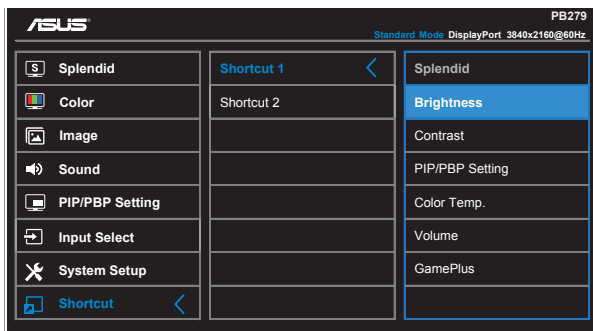 ASUS
PB279
Standard Mode DisplayPort 3840x2160@60Hz
S Splendid
Color
Image
Sound
PIP/PBP Setting
Input Select
System Setup
Shortcut
Shortcut 1
Shortcut 2
Splendid
Brightness
Contrast
PIP/PBP Setting
Color Temp.
Volume
GamePlus